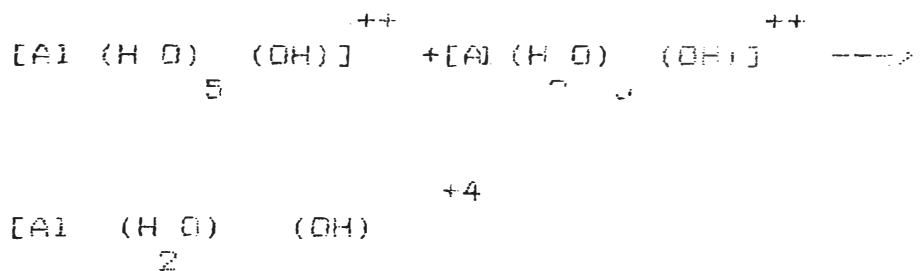 ++ ++
[Al (H O) (OH)] +[Al (H O) (OH)] --->
5
+4
[Al (H O) (OH)
2